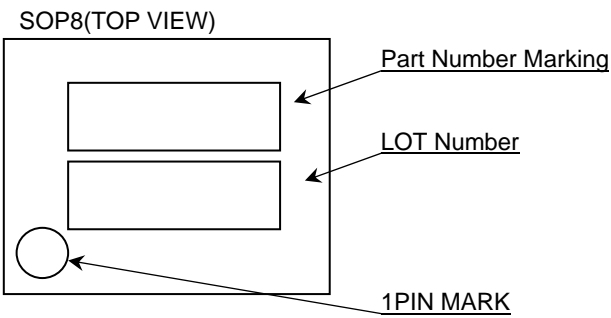 SOP8(TOP VIEW)
Part Number Marking
LOT Number
1PIN MARK